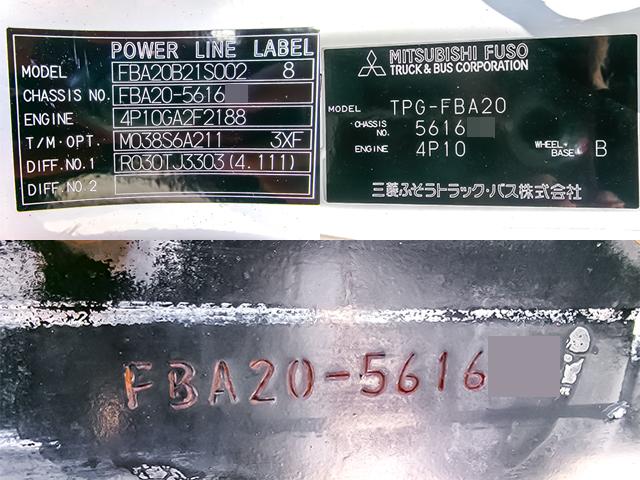 POWER LINE LABEL
MODEL FBA20B21S002 8
CHASSIS NO. FBA20-5616
ENGINE 4P10GA2F2188
T/M·OPT. M038S6A211 3XF
DIFF.NO.1 R030TJ3303(4.111)
DIFF.NO.2
MITSUBISHI FUSO
TRUCK & BUS CORPORATION
MODEL TPG-FBA20
CHASSIS NO. 5616
ENGINE 4P10 WHEEL BASE B
三菱ふそうトラック・バス株式会社
FBA20-5616